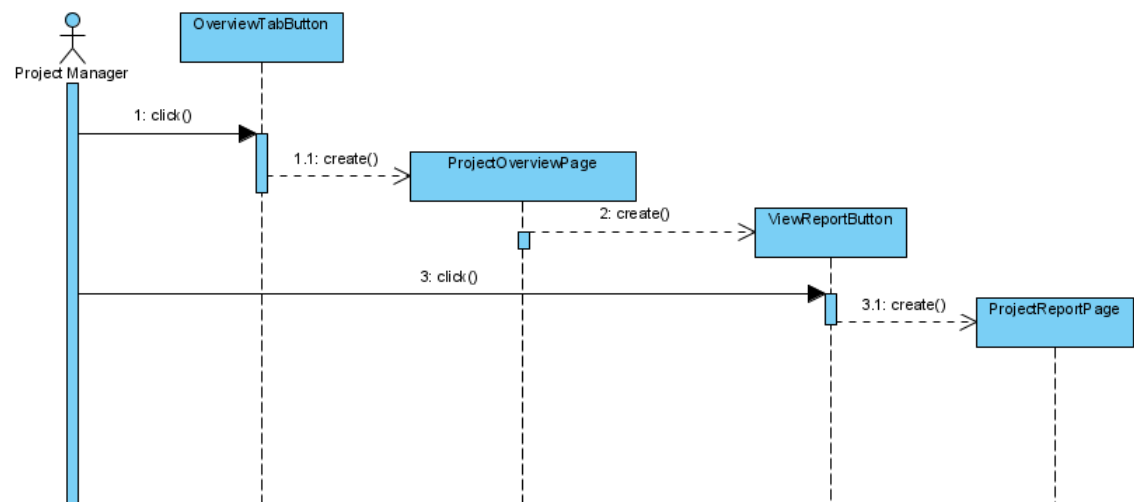 OverviewTabButton
Project Manager
1: click()
1.1: create()
ProjectOverviewPage
2: create()
ViewReportButton
3: click()
3.1: create()
ProjectReportPage